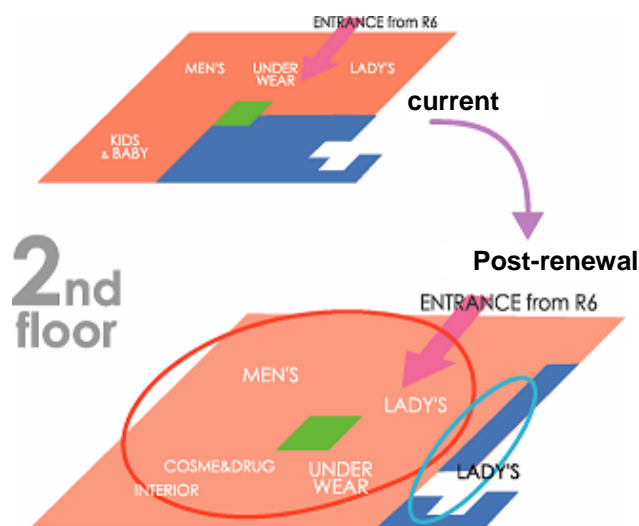 ENTRANCE from R6
MEN'S
UNDER
WEAR
LADY'S
current
KIDS
& BABY
2nd
floor
Post-renewal
ENTRANCE from R6
MEN'S
LADY'S
COSME&DRUG
UNDER
WEAR
LADY'S
INTERIOR